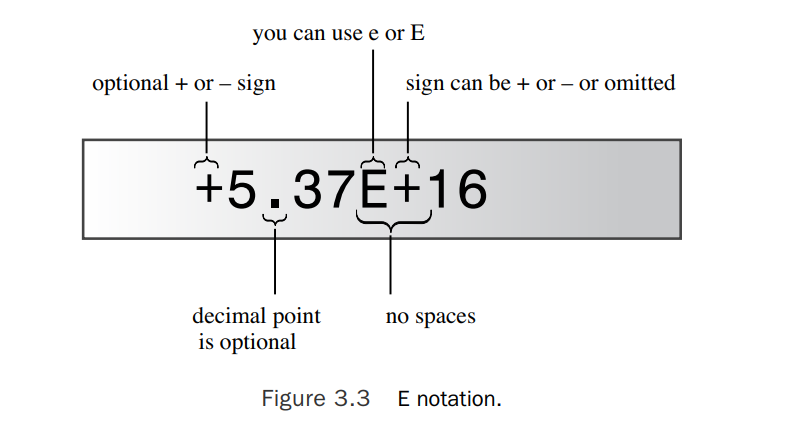 you can use e or E
optional + or – sign
sign can be + or – or omitted
+5.37E+16
decimal point
is optional
no spaces
Figure 3.3 E notation.